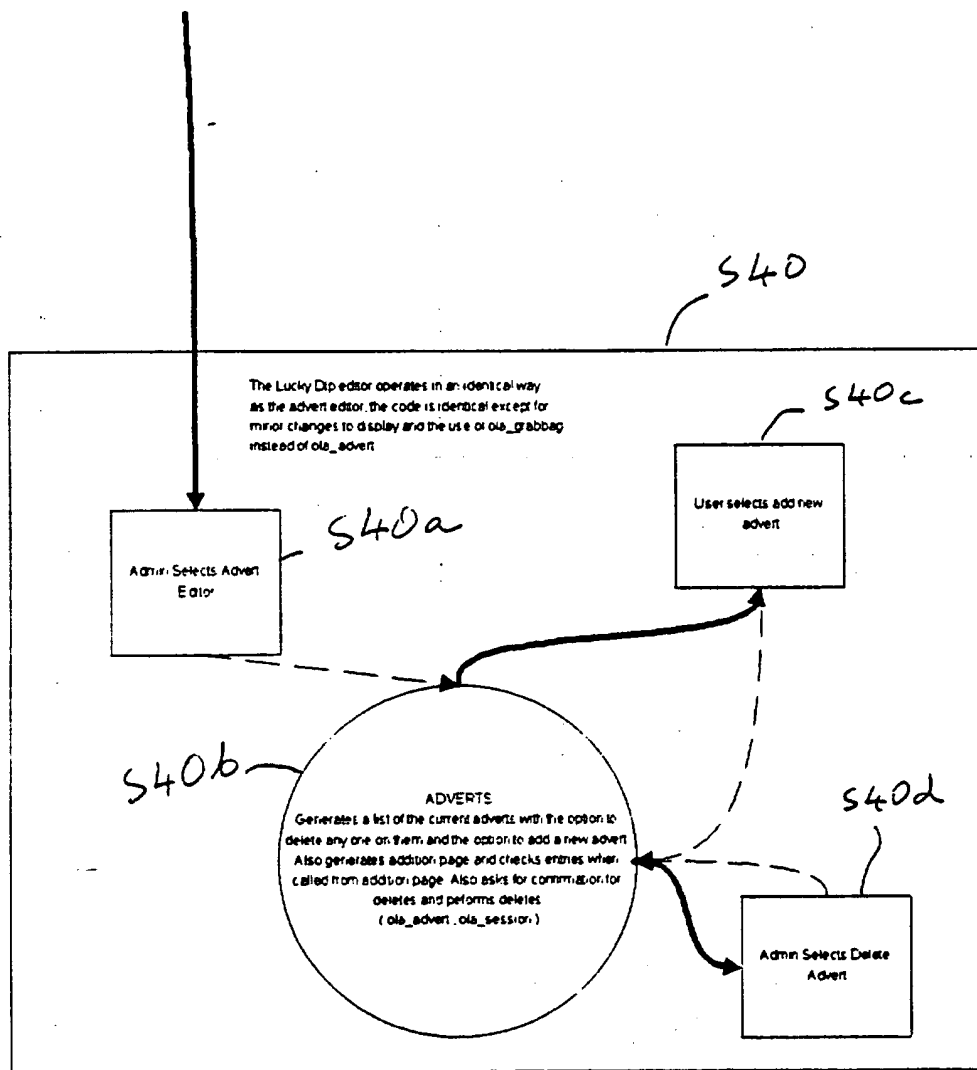 S40
The Lucky Dip editor operates in an identical way
as the advert editor, the code is identical except for
minor changes to display and the use of ola_grabbag
instead of ola_advert
S40c
User selects add new
advert
S40a
Admin Selects Advert
Editor
S40b
ADVERTS
Generates a list of the current adverts with the option to
delete any one on them and the option to add a new advert
Also generates addition page and checks entries when
called from addition page. Also asks for confirmation for
deletes and peforms deletes
( ola_advert, ola_session )
S40d
Admin Selects Delete
Advert